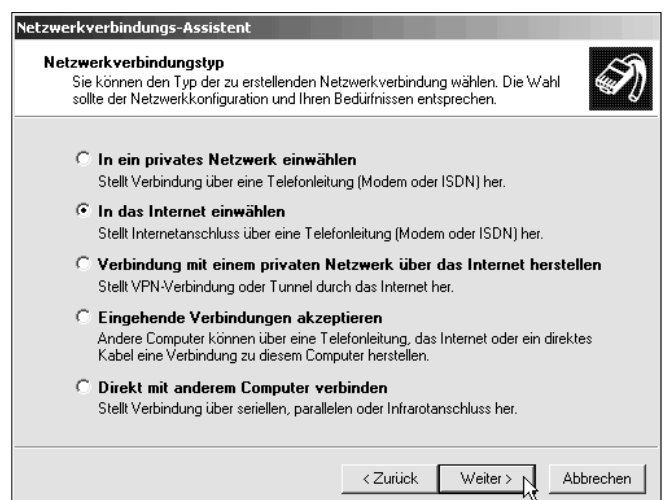 Netzwerkverbindungs-Assistent
Netzwerkverbindungstyp
Sie können den Typ der zu erstellenden Netzwerkverbindung wählen. Die Wahl
sollte der Netzwerkkonfiguration und Ihren Bedürfnissen entsprechen.
In ein privates Netzwerk einwählen
Stellt Verbindung über eine Telefonleitung (Modem oder ISDN) her.
In das Internet einwählen
Stellt Internetanschluss über eine Telefonleitung (Modem oder ISDN) her.
Verbindung mit einem privaten Netzwerk über das Internet herstellen
Stellt VPN-Verbindung oder Tunnel durch das Internet her.
Eingehende Verbindungen akzeptieren
Andere Computer können über eine Telefonleitung, das Internet oder ein direktes
Kabel eine Verbindung zu diesem Computer herstellen.
Direkt mit anderem Computer verbinden
Stellt Verbindung über seriellen, parallelen oder Infrarotanschluss her.
< Zurück Weiter > Abbrechen